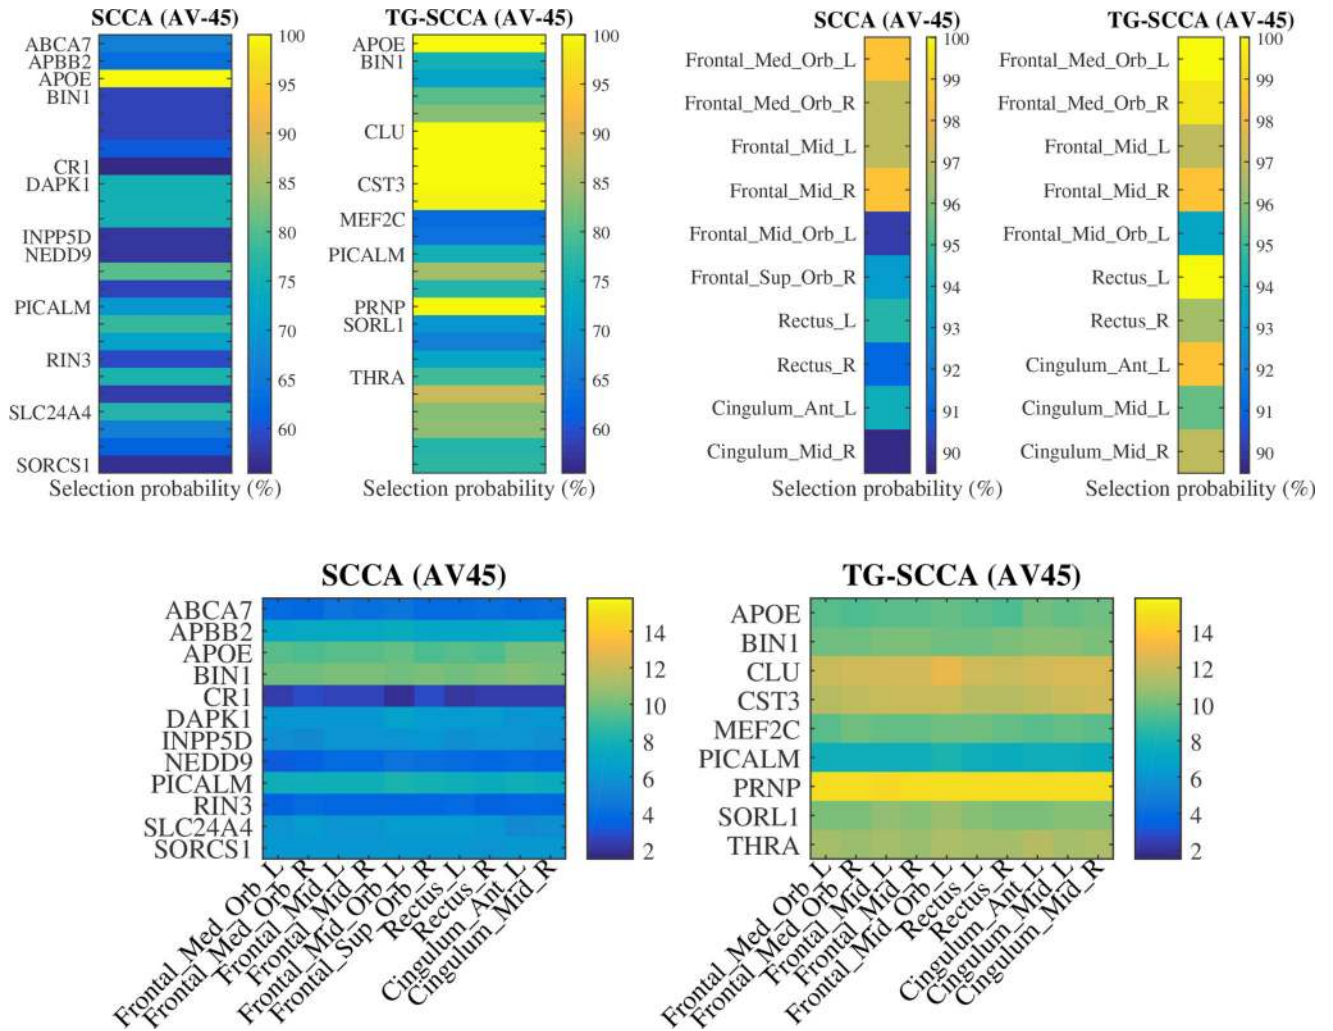 SCCA (AV-45)
ABCA7
APBB2
APOE
BIN1
CR1
DAPK1
INPP5D
NEDD9
PICALM
RIN3
SLC24A4
SORCS1
100
95
90
85
80
75
70
65
60
Selection probability (%)
TG-SCCA (AV-45)
APOE
BIN1
CLU
CST3
MEF2C
PICALM
PRNP
SORL1
THRA
100
95
90
85
80
75
70
65
60
Selection probability (%)
SCCA (AV-45)
Frontal_Med_Orb_L
Frontal_Med_Orb_R
Frontal_Mid_L
Frontal_Mid_R
Frontal_Mid_Orb_L
Frontal_Sup_Orb_R
Rectus_L
Rectus_R
Cingulum_Ant_L
Cingulum_Mid_R
100
99
98
97
96
95
94
93
92
91
90
Selection probability (%)
TG-SCCA (AV-45)
Frontal_Med_Orb_L
Frontal_Med_Orb_R
Frontal_Mid_L
Frontal_Mid_R
Frontal_Mid_Orb_L
Rectus_L
Rectus_R
Cingulum_Ant_L
Cingulum_Mid_L
Cingulum_Mid_R
100
99
98
97
96
95
94
93
92
91
90
Selection probability (%)
SCCA (AV45)
ABCA7
APBB2
APOE
BIN1
CR1
DAPK1
INPP5D
NEDD9
PICALM
RIN3
SLC24A4
SORCS1
Frontal_Med_Orb_L
Frontal_Med_Orb_R
Frontal_Mid_L
Frontal_Mid_R
Frontal_Mid_Orb_L
Frontal_Sup_Orb_R
Rectus_L
Rectus_R
Cingulum_Ant_L
Cingulum_Mid_R
14
12
10
8
6
4
2
TG-SCCA (AV45)
APOE
BIN1
CLU
CST3
MEF2C
PICALM
PRNP
SORL1
THRA
Frontal_Med_Orb_L
Frontal_Med_Orb_R
Frontal_Mid_L
Frontal_Mid_R
Frontal_Mid_Orb_L
Rectus_L
Rectus_R
Cingulum_Ant_L
Cingulum_Mid_L
Cingulum_Mid_R
14
12
10
8
6
4
2